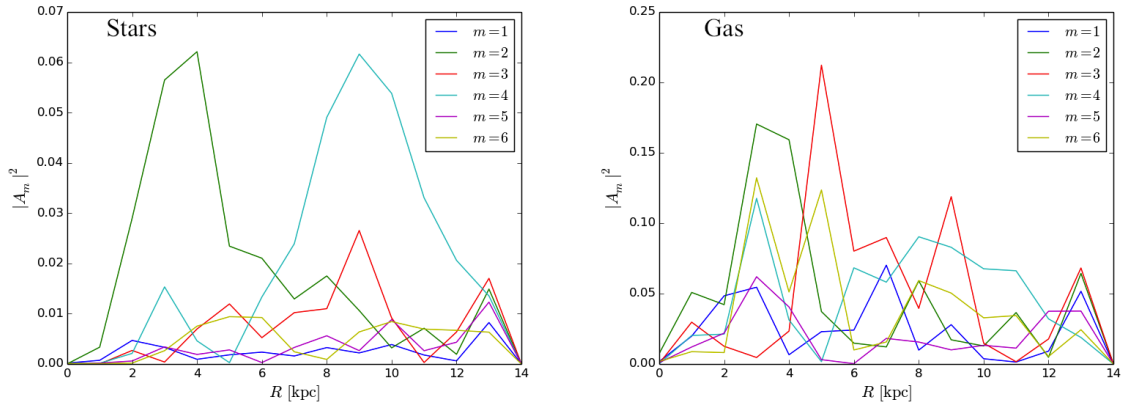 Stars
0.07
0.06
0.05
0.04
0.03
0.02
0.01
0.00
|A_m|^2
0 2 4 6 8 10 12 14
R [kpc]
m=1
m=2
m=3
m=4
m=5
m=6
Gas
0.25
0.20
0.15
0.10
0.05
0.00
|A_m|^2
0 2 4 6 8 10 12 14
R [kpc]
m=1
m=2
m=3
m=4
m=5
m=6